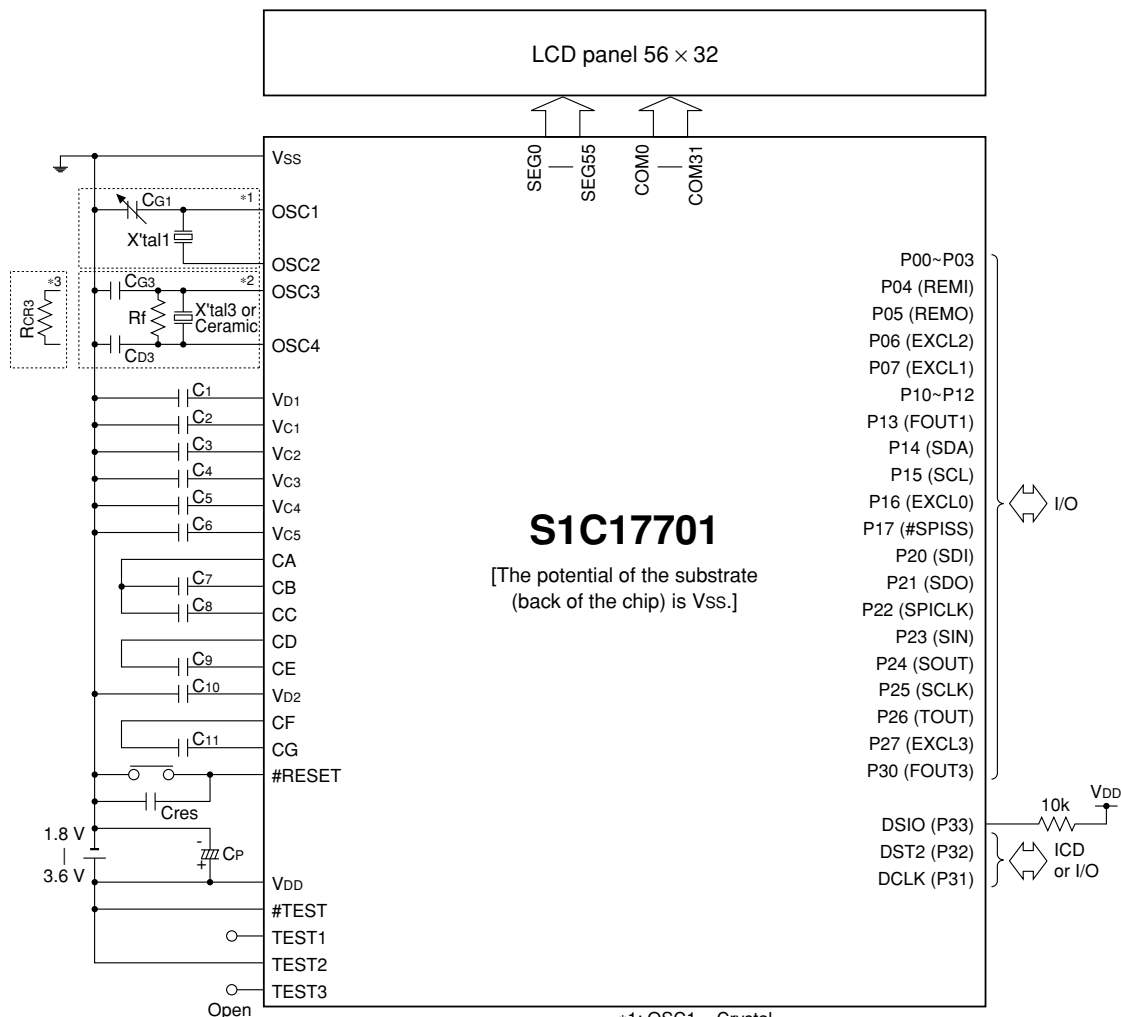 LCD panel 56 × 32
SEG0
SEG55
COM0
COM31
VSS
CG1
*1
OSC1
X'tal1
OSC2
*3
RCR3
CG3
*2
OSC3
Rf
X'tal3 or
Ceramic
OSC4
CD3
C1
VD1
C2
VC1
C3
VC2
C4
VC3
C5
VC4
C6
VC5
CA
C7
CB
C8
CC
CD
C9
CE
C10
VD2
CF
C11
CG
#RESET
Cres
1.8 V
|
3.6 V
-
+
CP
VDD
#TEST
TEST1
TEST2
TEST3
Open
S1C17701
[The potential of the substrate
(back of the chip) is VSS.]
P00~P03
P04 (REMI)
P05 (REMO)
P06 (EXCL2)
P07 (EXCL1)
P10~P12
P13 (FOUT1)
P14 (SDA)
P15 (SCL)
P16 (EXCL0)
P17 (#SPISS)
P20 (SDI)
P21 (SDO)
P22 (SPICLK)
P23 (SIN)
P24 (SOUT)
P25 (SCLK)
P26 (TOUT)
P27 (EXCL3)
P30 (FOUT3)
I/O
DSIO (P33)
10k
VDD
DST2 (P32)
DCLK (P31)
ICD
or I/O
*1: OSC1 = Crystal